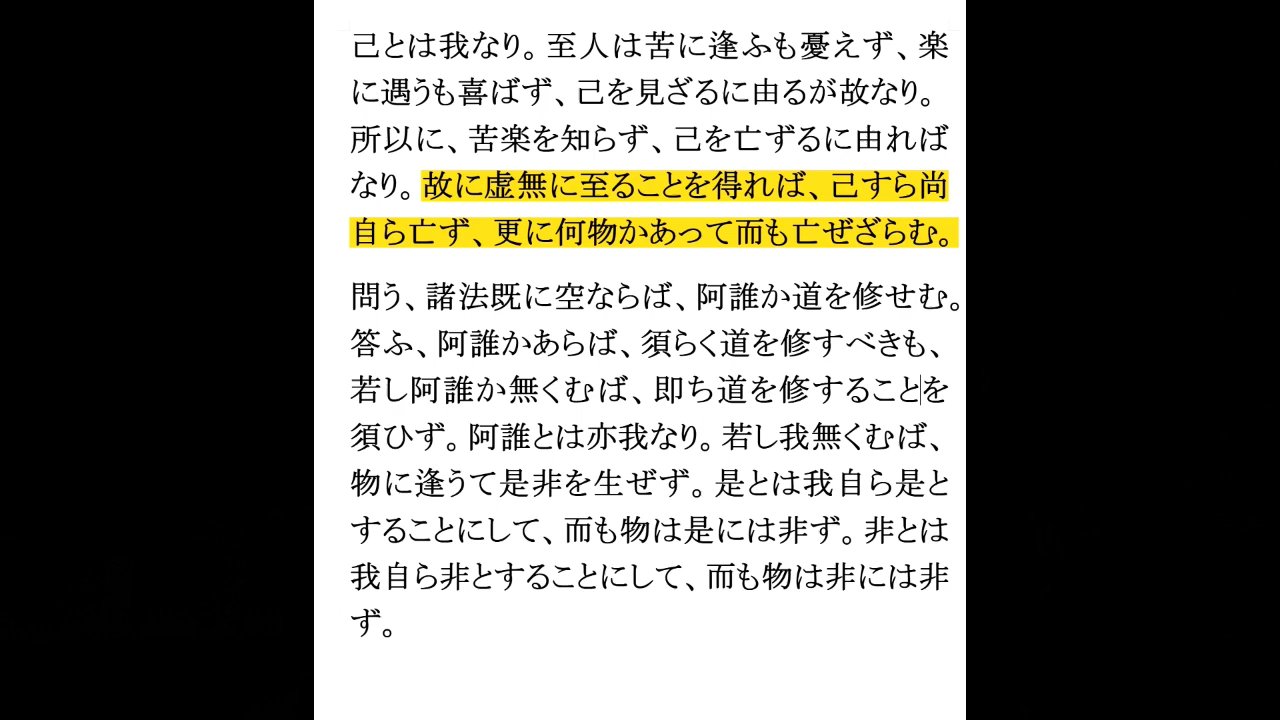 己とは我なり。至人は苦に逢ふも憂えず、楽
に遇うも喜ばず、己を見ざるに由るが故なり。
所以に、苦楽を知らず、己を亡ずるに由れば
なり。故に虚無に至ることを得れば、己すら尚
自ら亡ず、更に何物かあって而も亡ぜざらむ。
問う、諸法既に空ならば、阿誰か道を修せむ。
答ふ、阿誰かあらば、須らく道を修すべきも、
若し阿誰か無くむば、即ち道を修することを
須ひず。阿誰とは亦我なり。若し我無くむば、
物に逢うて是非を生ぜず。是とは我自ら是と
することにして、而も物は是には非ず。非とは
我自ら非とすることにして、而も物は非には非
ず。